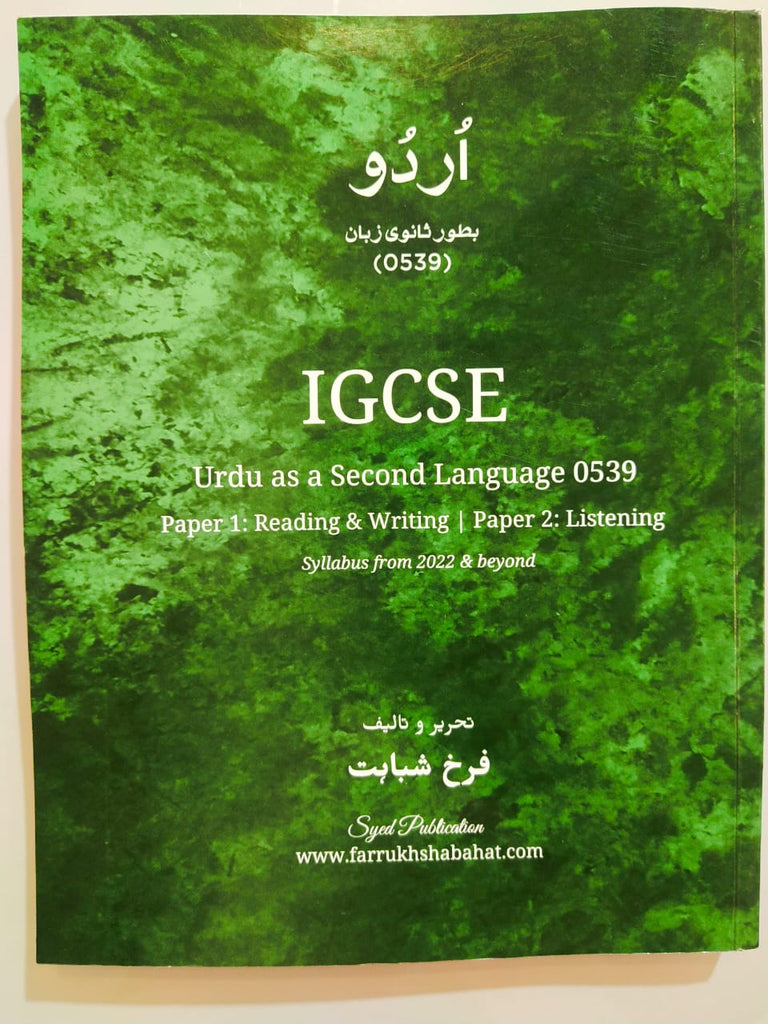 اُردُو
بطور ثانوی زبان
(0539)
IGCSE
Urdu as a Second Language 0539
Paper 1: Reading & Writing | Paper 2: Listening
Syllabus from 2022 & beyond
تحریر و تالیف
فرخ شباہت
Syed Publication
www.farrukhshabahat.com